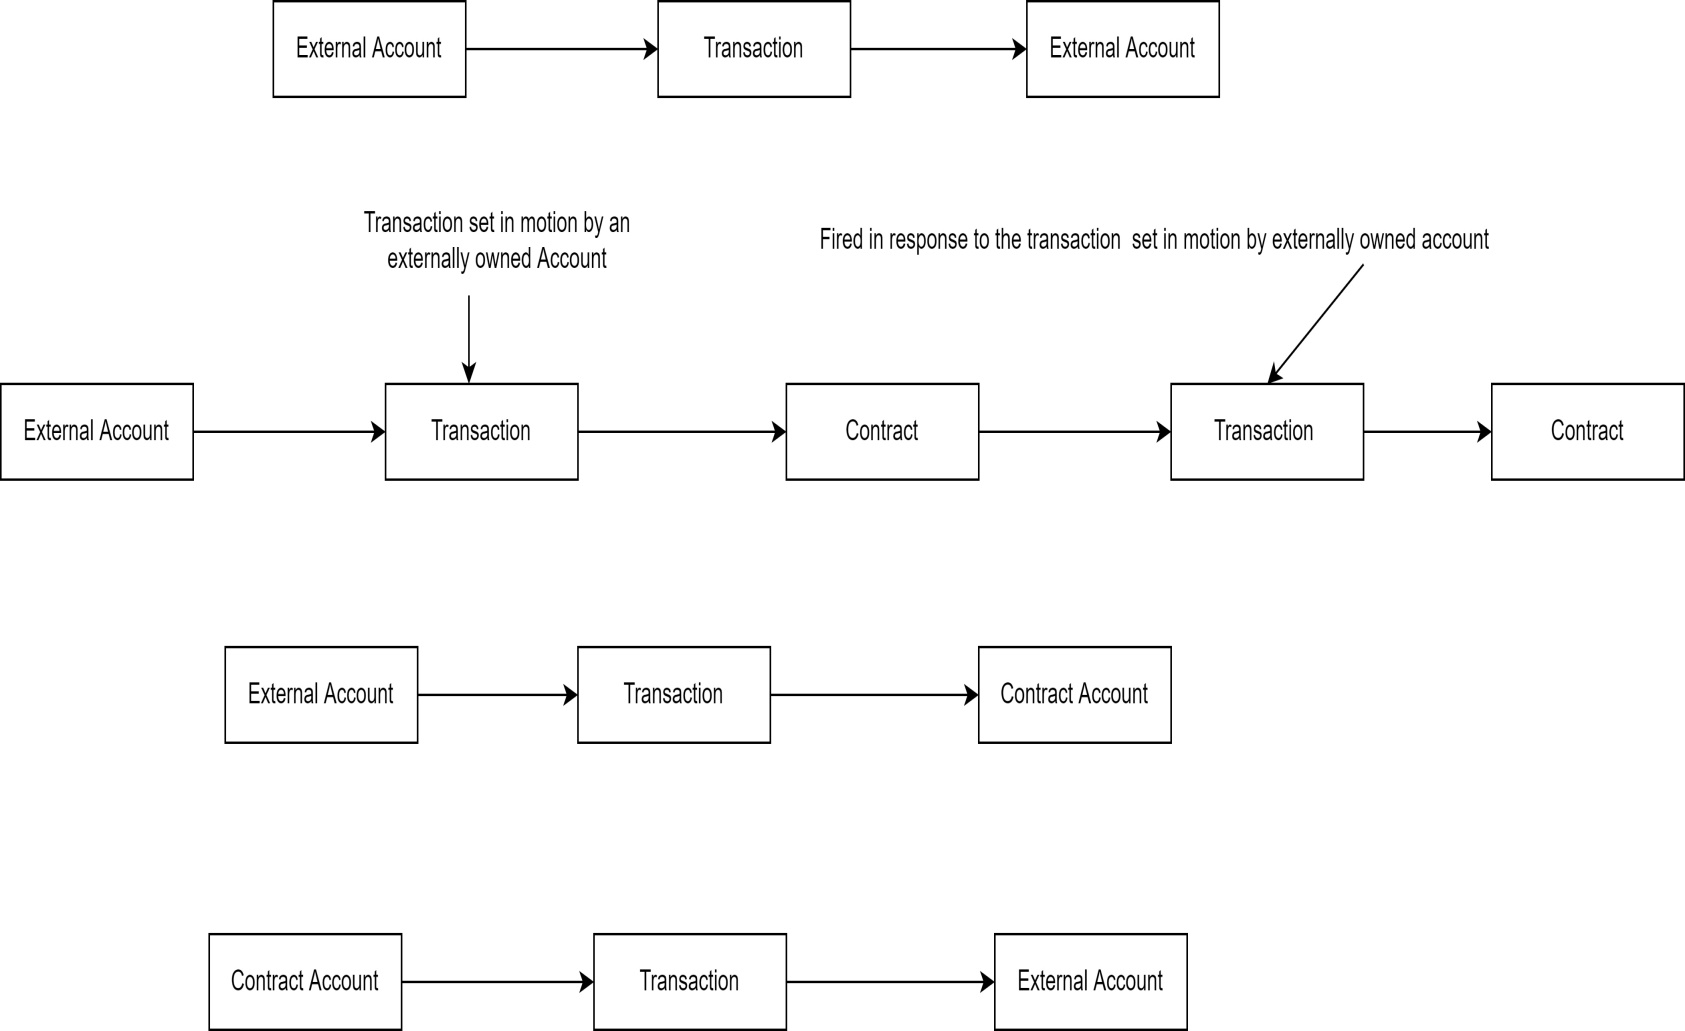 External Account
Transaction
External Account
Transaction set in motion by an
externally owned Account
Fired in response to the transaction  set in motion by externally owned account
External Account
Transaction
Contract
Transaction
Contract
External Account
Transaction
Contract Account
Contract Account
Transaction
External Account